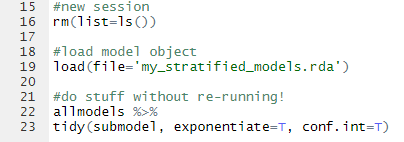 15 #new session
16 rm(list=ls())
17
18 #load model object
19 load(file='my_stratified_models.rda')
20
21 #do stuff without re-running!
22 allmodels %>%
23 tidy(submodel, exponentiate=T, conf.int=T)